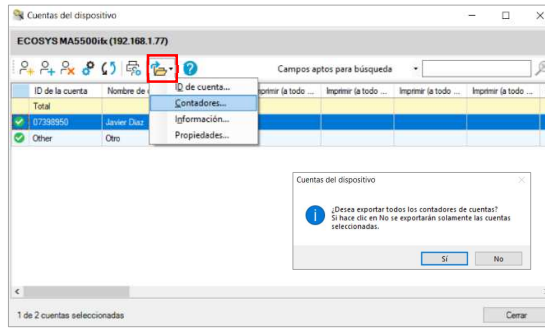 Cuentas del dispositivo
ECOSYS MA5500ifx (192.168.1.77)
Campos aptos para búsqueda
ID de la cuenta Nombre de imprimir (a todo ... Imprimir (a todo ... Imprimir (a todo ... Imprimir (a todo ...
Total
07398950 Javier Diaz
Other Otro
ID de cuenta...
Contadores...
Información...
Propiedades...
Cuentas del dispositivo
¿Desea exportar todos los contadores de cuentas?
Si hace clic en No se exportarán solamente las cuentas
seleccionadas.
Sí No
1 de 2 cuentas seleccionadas Cerrar